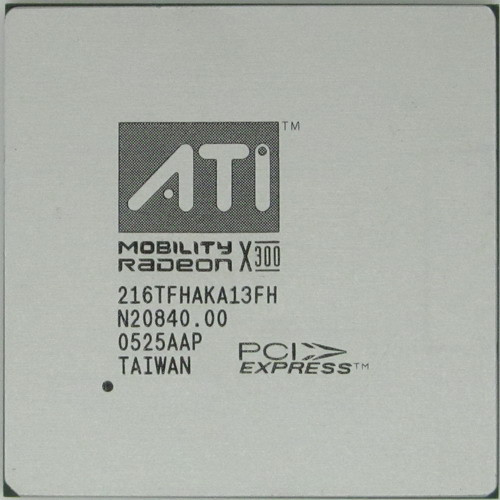 ATI™
MOBILITY
RADEON X300
216TFHAKA13FH
N20840.00
0525AAP
TAIWAN
PCI
EXPRESS™